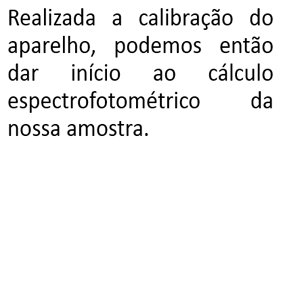 Realizada a calibração do
aparelho, podemos então
dar início ao cálculo
espectrofotométrico da
nossa amostra.